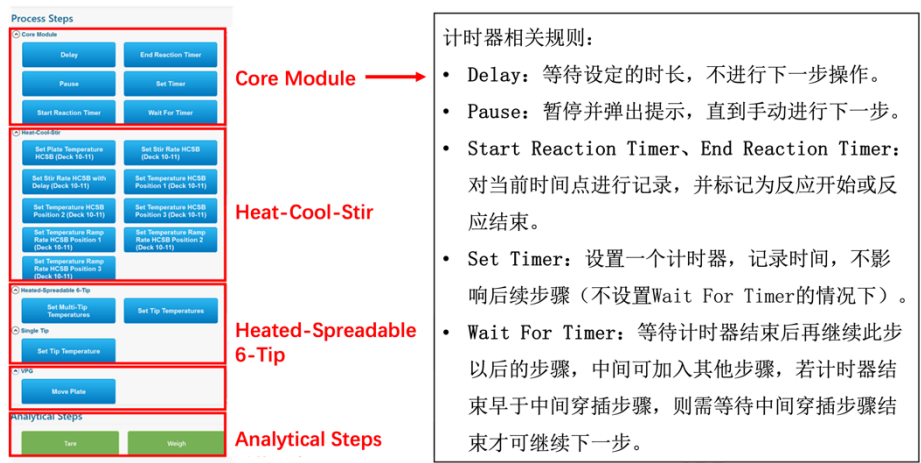 Process Steps
Core Module
Delay
End Reaction Timer
Pause
Set Timer
Start Reaction Timer
Wait For Timer
Heat-Cool-Stir
Set Plate Temperature
HCSB (Deck 10-11)
Set Stir Rate HCSB
(Deck 10-11)
Set Stir Rate HCSB with
Delay (Deck 10-11)
Set Temperature HCSB
Position 1 (Deck 10-11)
Set Temperature HCSB
Position 2 (Deck 10-11)
Set Temperature HCSB
Position 3 (Deck 10-11)
Set Temperature Ramp
Rate HCSB Position 1
(Deck 10-11)
Set Temperature Ramp
Rate HCSB Position 2
(Deck 10-11)
Set Temperature Ramp
Rate HCSB Position 3
(Deck 10-11)
Heated-Spreadable 6-Tip
Set Multi-Tip
Temperatures
Set Tip Temperatures
Single Tip
Set Tip Temperature
VPG
Move Plate
Analytical Steps
Tare
Weigh
Core Module
Heat-Cool-Stir
Heated-Spreadable
6-Tip
Analytical Steps
计时器相关规则：
• Delay：等待设定的时长，不进行下一步操作。
• Pause：暂停并弹出提示，直到手动进行下一步。
• Start Reaction Timer、End Reaction Timer：
对当前时间点进行记录，并标记为反应开始或反
应结束。
• Set Timer：设置一个计时器，记录时间，不影
响后续步骤（不设置Wait For Timer的情况下）。
• Wait For Timer：等待计时器结束后再继续此步
以后的步骤，中间可加入其他步骤，若计时器结
束早于中间穿插步骤，则需等待中间穿插步骤结
束才可继续下一步。